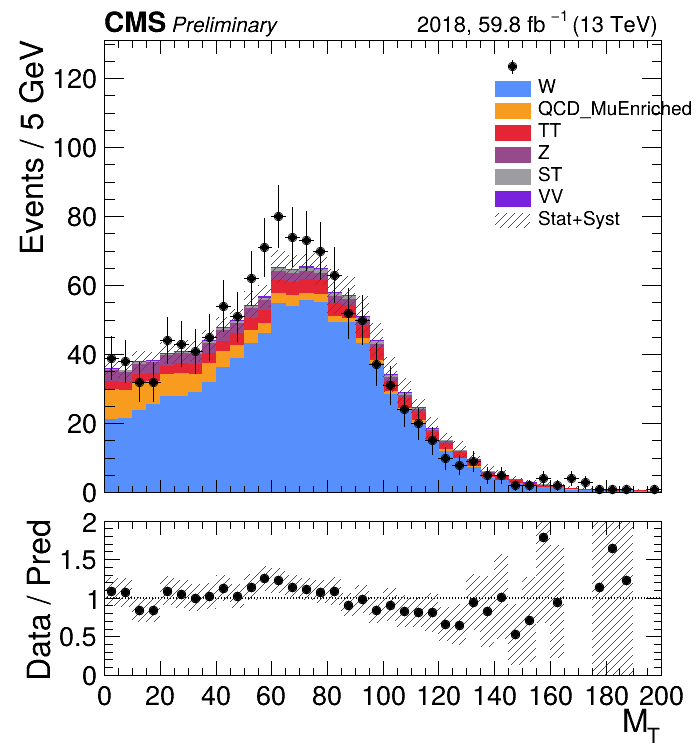 CMS Preliminary 2018, 59.8 fb⁻¹ (13 TeV)
Events / 5 GeV
120
100
80
60
40
20
0
W
QCD_MuEnriched
TT
Z
ST
VV
Stat+Syst
Data / Pred
2
1.5
1
0.5
0
0 20 40 60 80 100 120 140 160 180 200
M_T